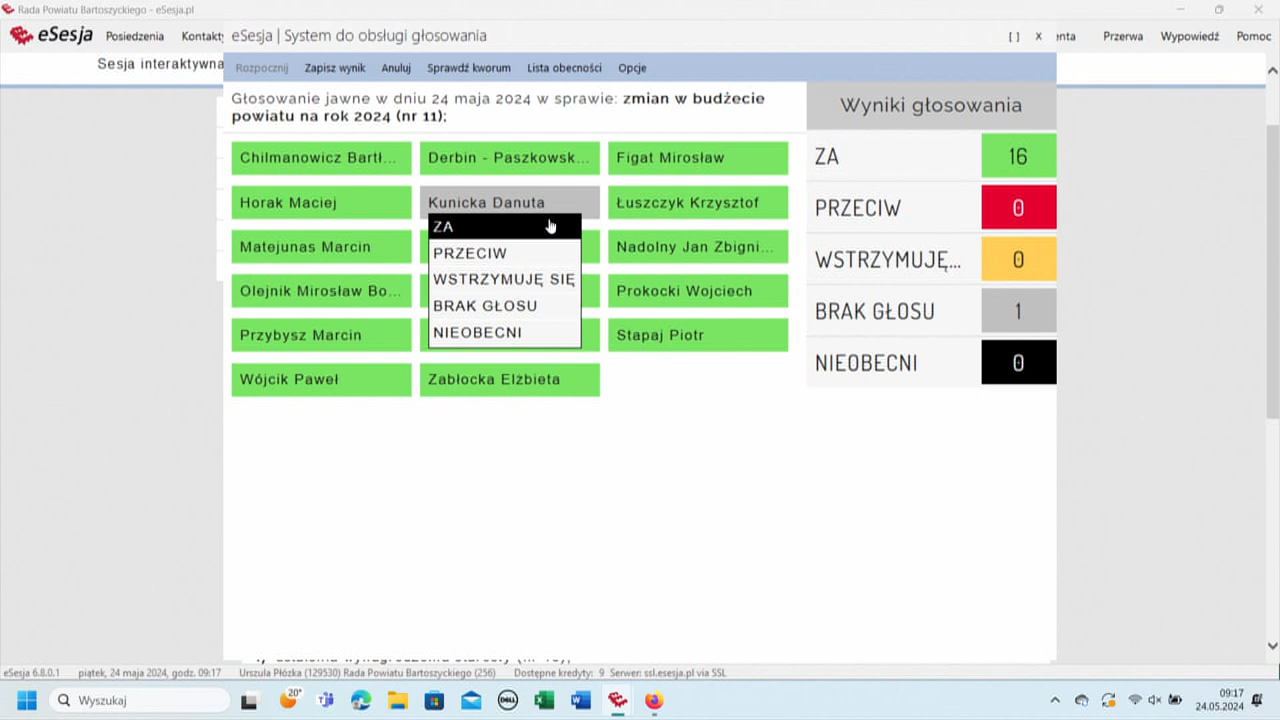 Rada Powiatu Bartoszyckiego - eSesja.pl
eSesja Posiedzenia Kontakty eSesja | System do obsługi głosowania [ ] X enta Przerwa Wypowiedź Pomoc
Sesja interaktywna
Rozpocznij Zapisz wynik Anuluj Sprawdź kworum Lista obecności Opcje
Głosowanie jawne w dniu 24 maja 2024 w sprawie: zmian w budżecie
powiatu na rok 2024 (nr 11);
Wyniki głosowania
Chilmanowicz Bartł... Derbin - Paszkowsk... Figat Mirosław
ZA 16
Horak Maciej Kunicka Danuta Łuszczyk Krzysztof
PRZECIW 0
ZA
Matejunas Marcin Nadolny Jan Zbigni...
PRZECIW
WSTRZYMUJĘ... 0
WSTRZYMUJĘ SIĘ
Olejnik Mirosław Bo... Prokocki Wojciech
BRAK GŁOSU
BRAK GŁOSU 1
Przybysz Marcin Stapaj Piotr
NIEOBECNI
NIEOBECNI 0
Wójcik Paweł Zabłocka Elżbieta
eSesja 6.8.0.1 piątek, 24 maja 2024, godz. 09:17 Urszula Płózka (129530) Rada Powiatu Bartoszyckiego (256) Dostępne kredyty: 9 Serwer: ssl.esesja.pl via SSL
Wyszukaj 20° DELL 09:17
24.05.2024